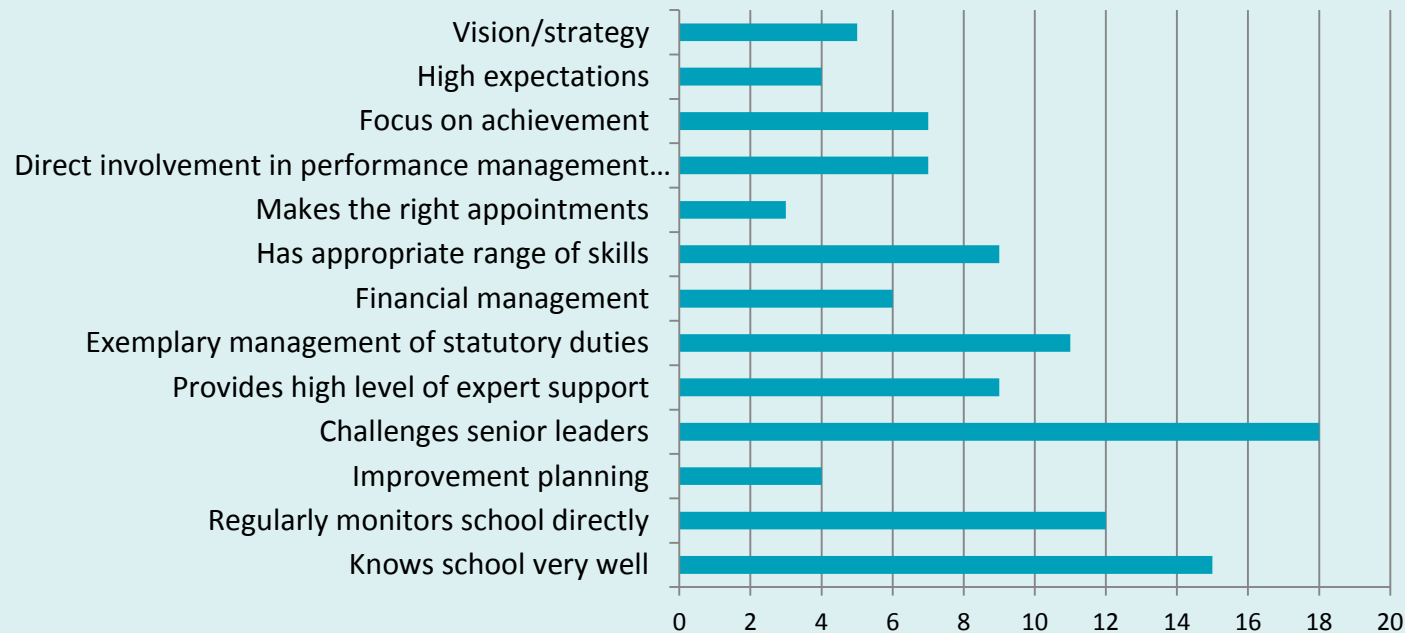 Vision/strategy
High expectations
Focus on achievement
Direct involvement in performance management…
Makes the right appointments
Has appropriate range of skills
Financial management
Exemplary management of statutory duties
Provides high level of expert support
Challenges senior leaders
Improvement planning
Regularly monitors school directly
Knows school very well
0 2 4 6 8 10 12 14 16 18 20